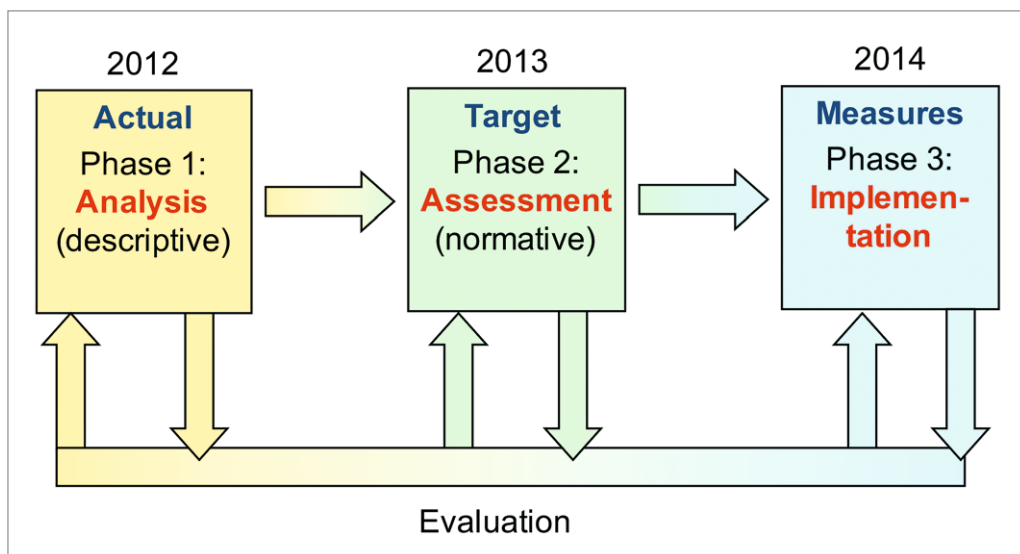 2012
Actual
Phase 1:
Analysis
(descriptive)
2013
Target
Phase 2:
Assessment
(normative)
2014
Measures
Phase 3:
Implemen-
tation
Evaluation